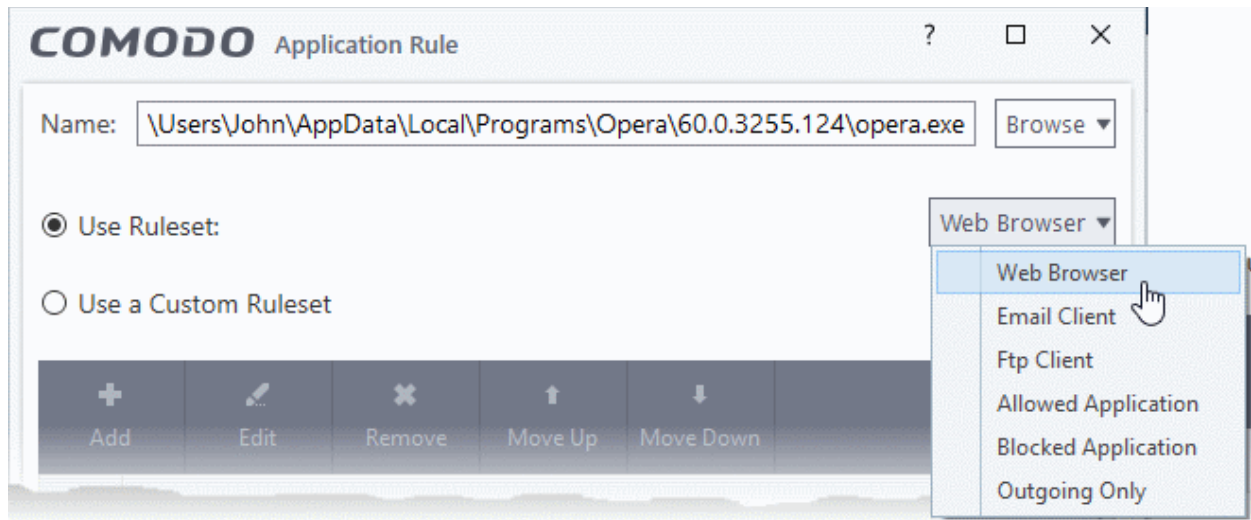 COMODO Application Rule ?
Name: \Users\John\AppData\Local\Programs\Opera\60.0.3255.124\opera.exe Browse
Use Ruleset: Web Browser
Web Browser
Use a Custom Ruleset
Email Client
Ftp Client
Allowed Application
Blocked Application
Outgoing Only
Add Edit Remove Move Up Move Down